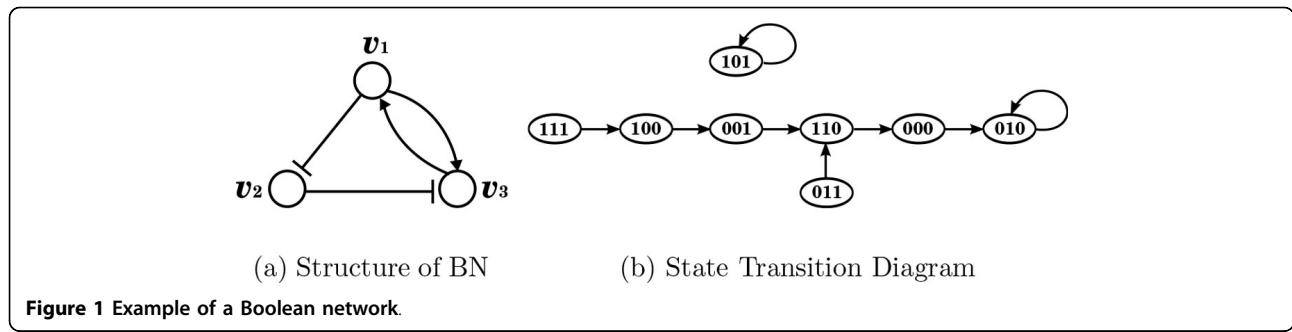 v1
101
111 100 001 110 000 010
v2 v3
011
(a) Structure of BN (b) State Transition Diagram
Figure 1 Example of a Boolean network.